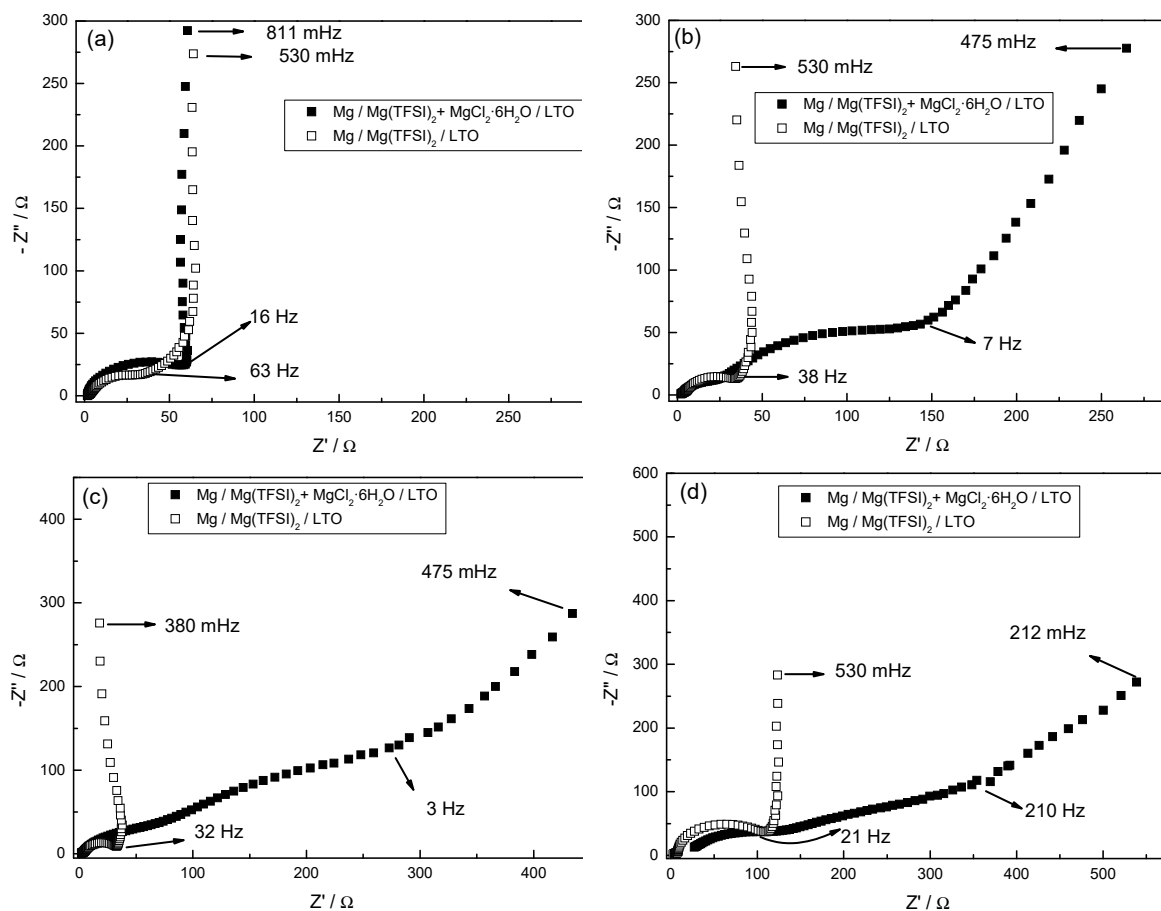 (a)
300
250
200
150
100
50
0
- Z" / Ω
811 mHz
530 mHz
Mg / Mg(TFSI)₂+ MgCl₂·6H₂O / LTO
Mg / Mg(TFSI)₂ / LTO
16 Hz
63 Hz
0 50 100 150 200 250
Z' / Ω
(b)
300
250
200
150
100
50
0
-Z" / Ω
475 mHz
530 mHz
Mg / Mg(TFSI)₂+ MgCl₂·6H₂O / LTO
Mg / Mg(TFSI)₂ / LTO
7 Hz
38 Hz
0 50 100 150 200 250
Z' / Ω
(c)
400
300
200
100
0
-Z" / Ω
Mg / Mg(TFSI)₂+ MgCl₂·6H₂O / LTO
Mg / Mg(TFSI)₂ / LTO
475 mHz
380 mHz
3 Hz
32 Hz
0 100 200 300 400
Z' / Ω
(d)
600
500
400
300
200
100
0
-Z" / Ω
Mg / Mg(TFSI)₂+ MgCl₂·6H₂O / LTO
Mg / Mg(TFSI)₂ / LTO
212 mHz
530 mHz
210 Hz
21 Hz
0 100 200 300 400 500
Z' / Ω